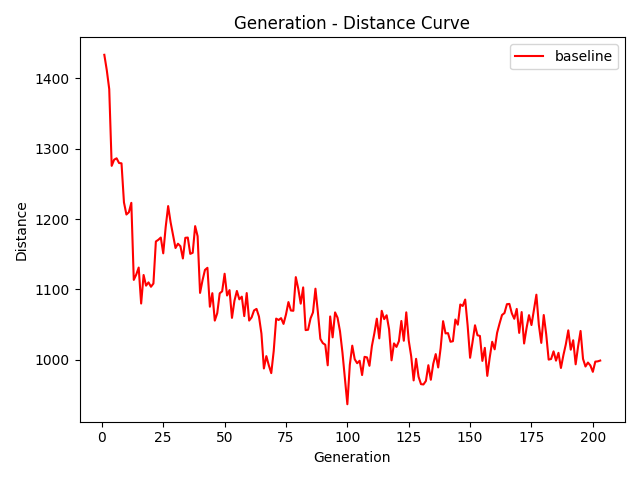 Generation - Distance Curve
baseline
Distance
1400
1300
1200
1100
1000
0 25 50 75 100 125 150 175 200
Generation